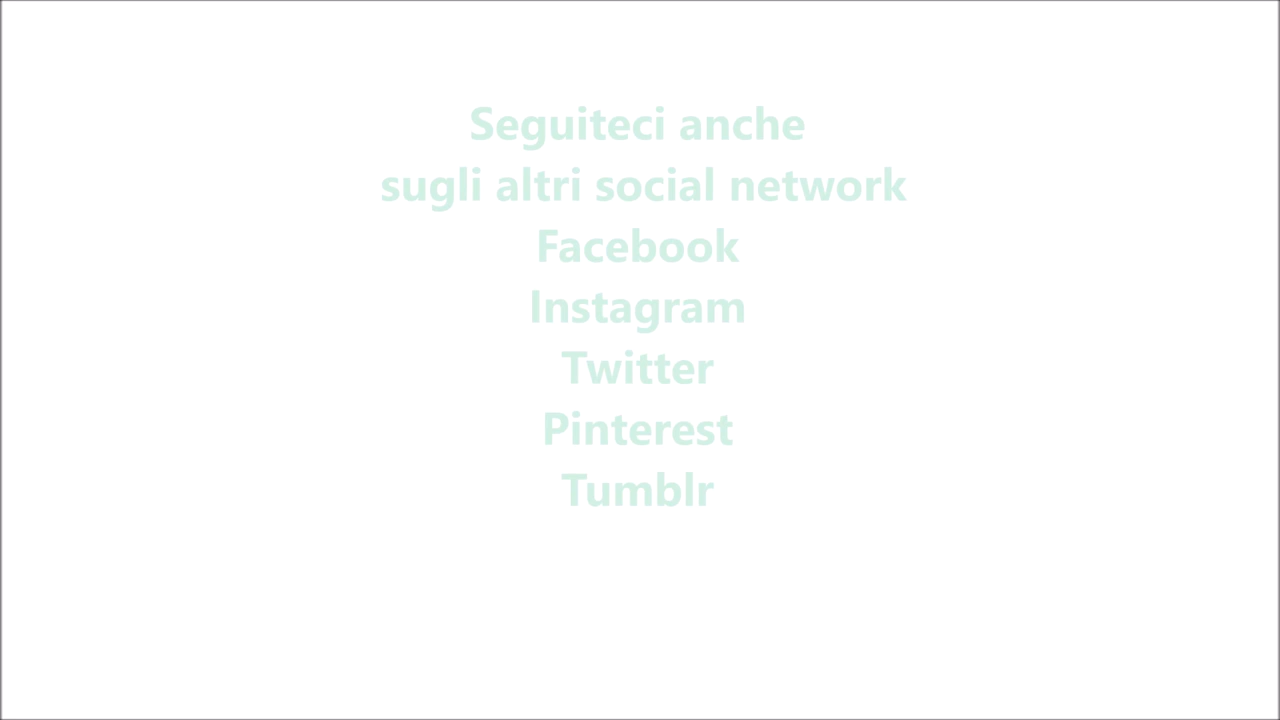 Seguiteci anche
sugli altri social network
Facebook
Instagram
Twitter
Pinterest
Tumblr